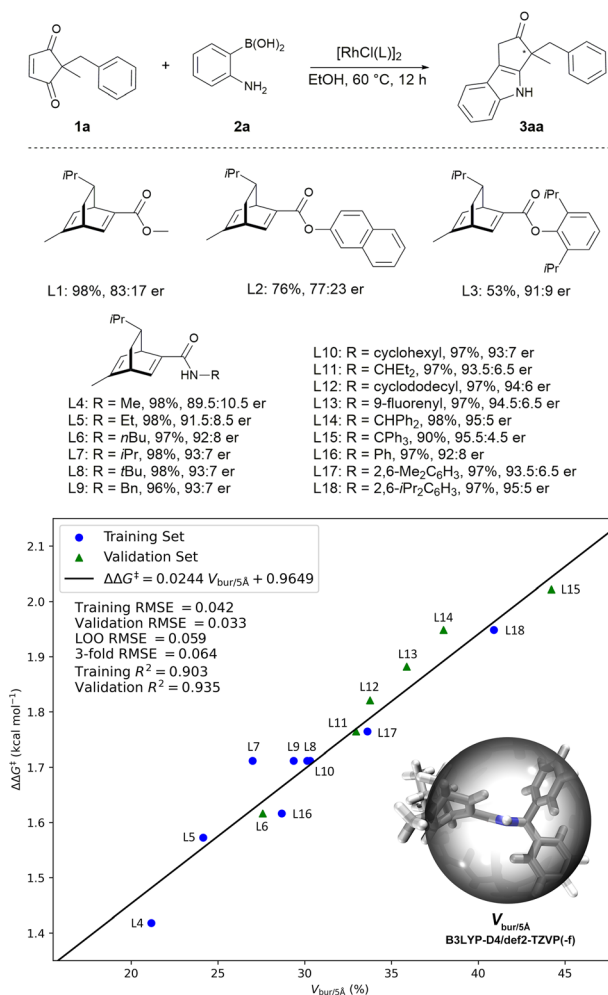 O
CH₃
O
1a
+
B(OH)₂
NH₂
2a
[RhCl(L)]₂
EtOH, 60 °C, 12 h
O
*
CH₃
NH
3aa
iPr
O
O
L1: 98%, 83:17 er
iPr
O
O
L2: 76%, 77:23 er
iPr
O
iPr
O
iPr
L3: 53%, 91:9 er
iPr
O
HN–R
L4: R = Me, 98%, 89.5:10.5 er
L5: R = Et, 98%, 91.5:8.5 er
L6: R = nBu, 97%, 92:8 er
L7: R = iPr, 98%, 93:7 er
L8: R = tBu, 98%, 93:7 er
L9: R = Bn, 96%, 93:7 er
L10: R = cyclohexyl, 97%, 93:7 er
L11: R = CHEt₂, 97%, 93.5:6.5 er
L12: R = cyclododecyl, 97%, 94:6 er
L13: R = 9-fluorenyl, 97%, 94.5:6.5 er
L14: R = CHPh₂, 98%, 95:5 er
L15: R = CPh₃, 90%, 95.5:4.5 er
L16: R = Ph, 97%, 92:8 er
L17: R = 2,6-Me₂C₆H₃, 97%, 93.5:6.5 er
L18: R = 2,6-iPr₂C₆H₃, 97%, 95:5 er
Training Set
Validation Set
ΔΔG‡ = 0.0244 Vbur/5Å + 0.9649
Training RMSE = 0.042
Validation RMSE = 0.033
LOO RMSE = 0.059
3-fold RMSE = 0.064
Training R² = 0.903
Validation R² = 0.935
L15
L14
L18
L13
L12
L11
L17
L7
L9
L8
L10
L6
L16
L5
L4
Vbur/5Å
B3LYP-D4/def2-TZVP(-f)
ΔΔG‡ (kcal mol⁻¹)
2.1
2.0
1.9
1.8
1.7
1.6
1.5
1.4
20
25
30
35
40
45
Vbur/5Å (%)